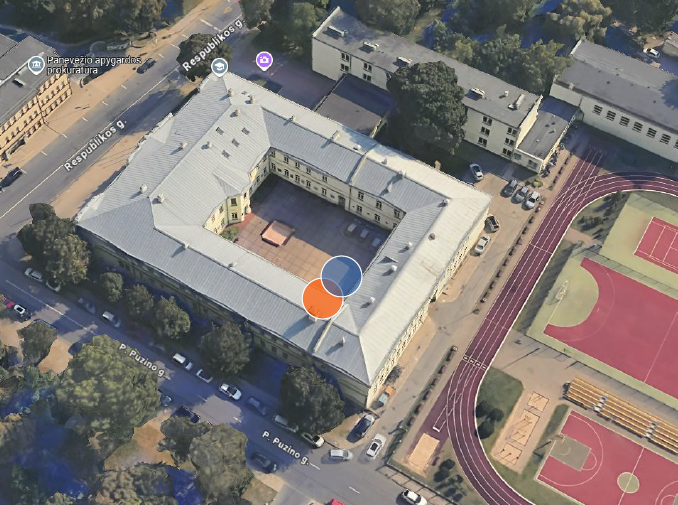 Respublikos g.
Panevėžio apygardos
prokuratūra
Respublikos g.
P. Puzino g.
P. Puzino g.